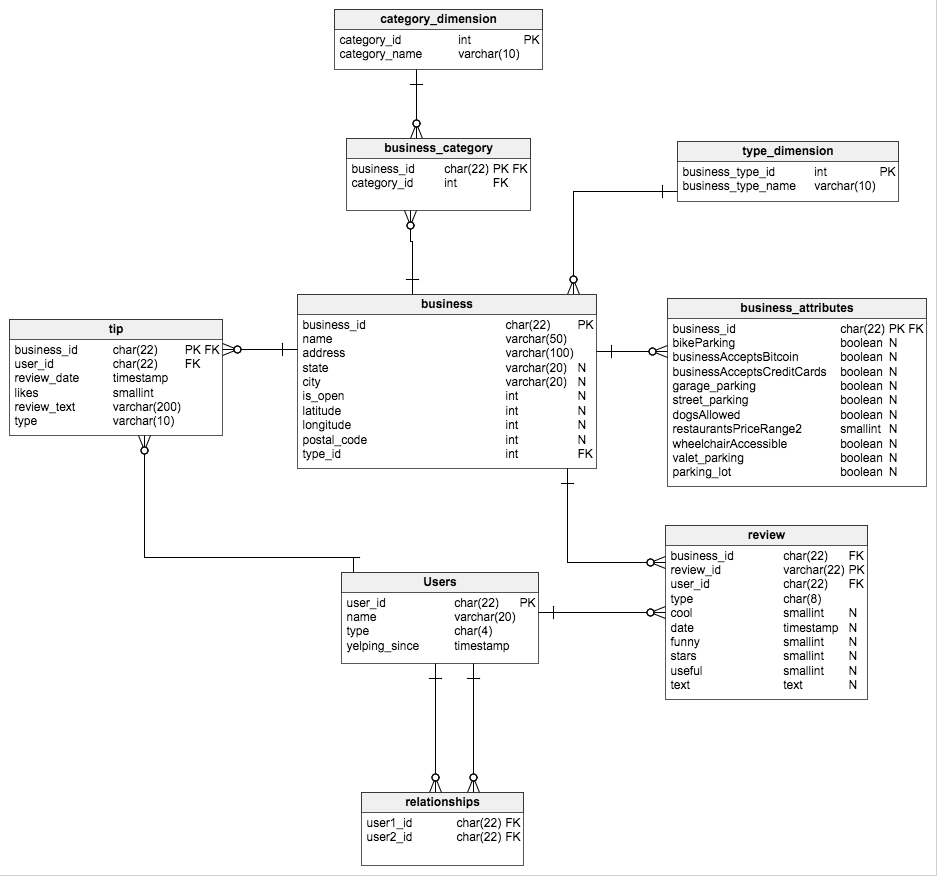 category_dimension
category_id int PK
category_name varchar(10)
business_category
business_id char(22) PK FK
category_id int FK
type_dimension
business_type_id int PK
business_type_name varchar(10)
business
business_id char(22) PK
name varchar(50)
address varchar(100)
state varchar(20) N
city varchar(20) N
is_open int N
latitude int N
longitude int N
postal_code int N
type_id int FK
business_attributes
business_id char(22) PK FK
bikeParking boolean N
businessAcceptsBitcoin boolean N
businessAcceptsCreditCards boolean N
garage_parking boolean N
street_parking boolean N
dogsAllowed boolean N
restaurantsPriceRange2 smallint N
wheelchairAccessible boolean N
valet_parking boolean N
parking_lot boolean N
tip
business_id char(22) PK FK
user_id char(22) FK
review_date timestamp
likes smallint
review_text varchar(200)
type varchar(10)
review
business_id char(22) FK
review_id varchar(22) PK
user_id char(22) FK
type char(8)
cool smallint N
date timestamp N
funny smallint N
stars smallint N
useful smallint N
text text N
Users
user_id char(22) PK
name varchar(20)
type char(4)
yelping_since timestamp
relationships
user1_id char(22) FK
user2_id char(22) FK